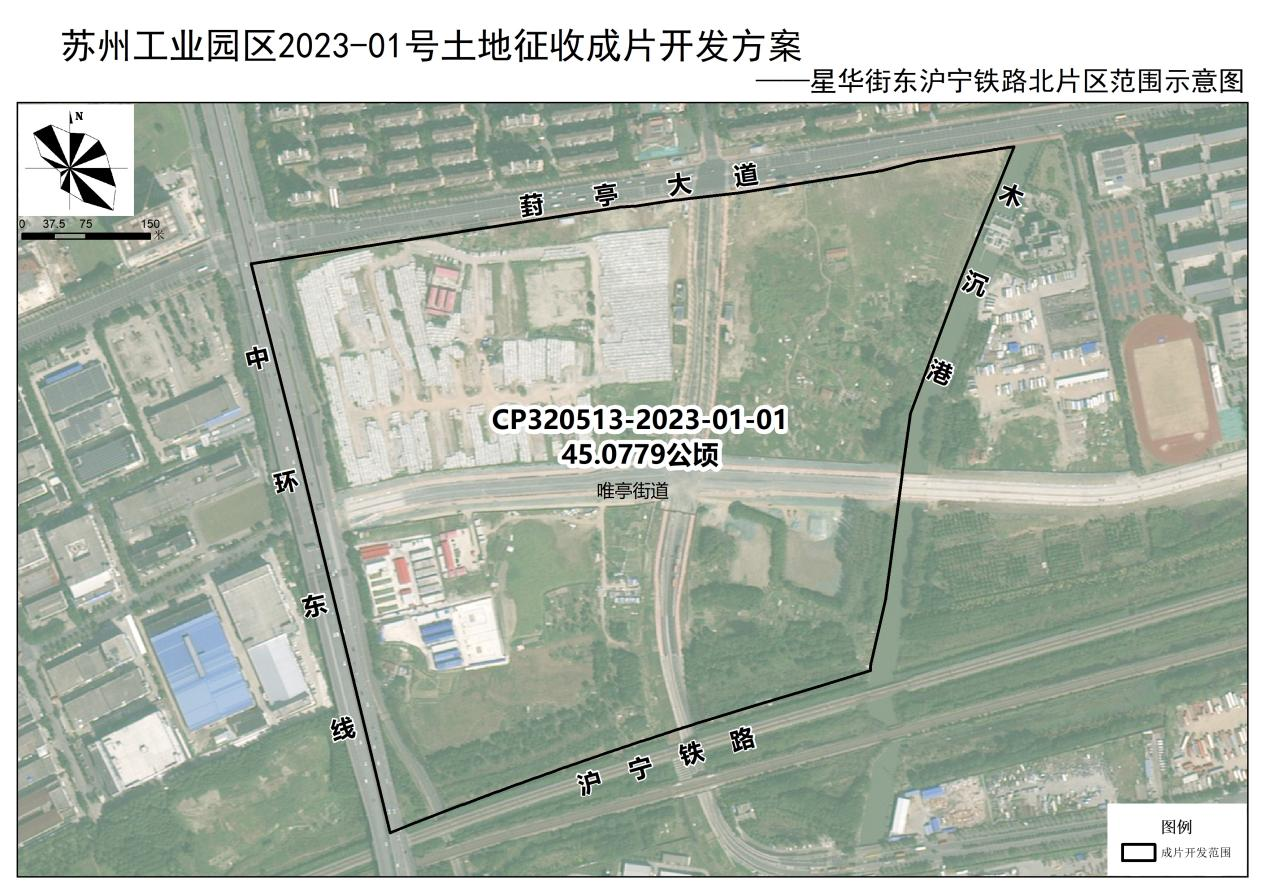 苏州工业园区2023-01号土地征收成片开发方案
——星华街东沪宁铁路北片区范围示意图
N
0 37.5 75 150
米
葑亭大道
木沉港
中环东线
CP320513-2023-01-01
45.0779公顷
唯亭街道
沪宁铁路
图例
成片开发范围